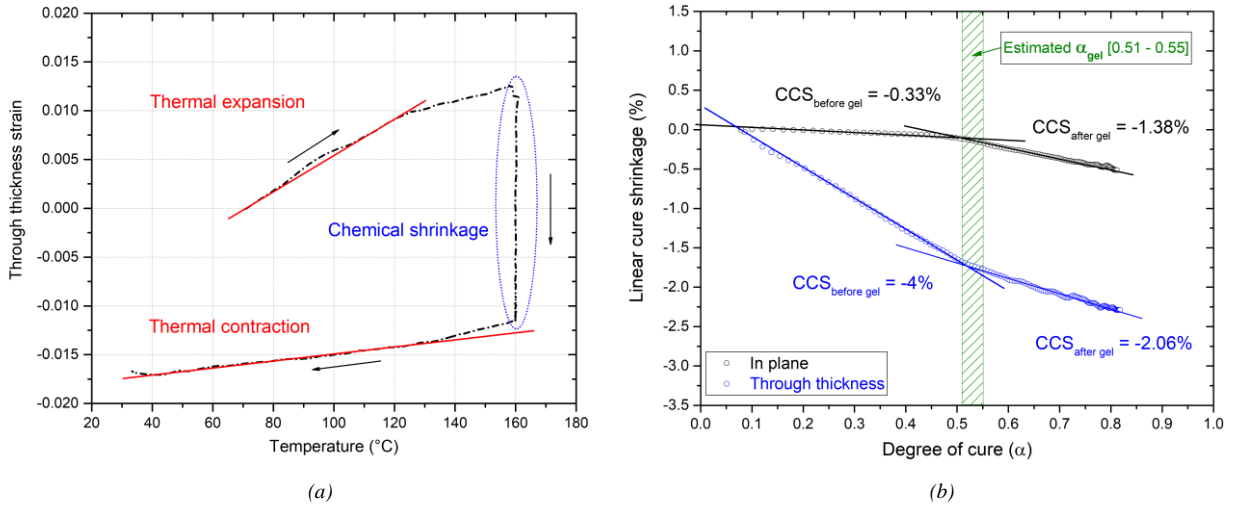 0.020
0.015
0.010
0.005
0.000
-0.005
-0.010
-0.015
-0.020
Through thickness strain
Thermal expansion
Chemical shrinkage
Thermal contraction
20 40 60 80 100 120 140 160 180
Temperature (°C)
(a)
1.5
1.0
0.5
0.0
-0.5
-1.0
-1.5
-2.0
-2.5
-3.0
-3.5
Linear cure shrinkage (%)
Estimated αgel [0.51 - 0.55]
CCSbefore gel = -0.33%
CCSafter gel = -1.38%
CCSbefore gel = -4%
CCSafter gel = -2.06%
In plane
Through thickness
0.0 0.1 0.2 0.3 0.4 0.5 0.6 0.7 0.8 0.9 1.0
Degree of cure (α)
(b)